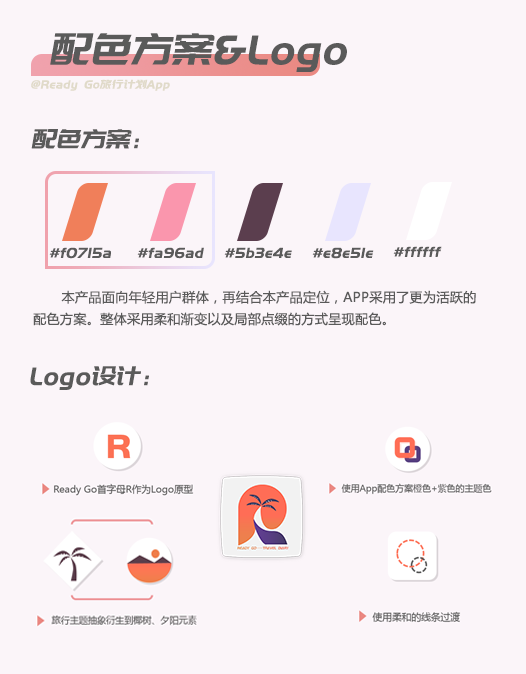 配色方案&Logo
@Ready Go旅行计划App
配色方案：
#f0715a
#fa96ad
#5b3e4e
#e8e51e
#ffffff
本产品面向年轻用户群体，再结合本产品定位，APP采用了更为活跃的
配色方案。整体采用柔和渐变以及局部点缀的方式呈现配色。
Logo设计：
R
Ready Go首字母R作为Logo原型
使用App配色方案橙色+紫色的主题色
READY GO — TRAVEL DIARY
旅行主题抽象衍生到椰树、夕阳元素
使用柔和的线条过渡